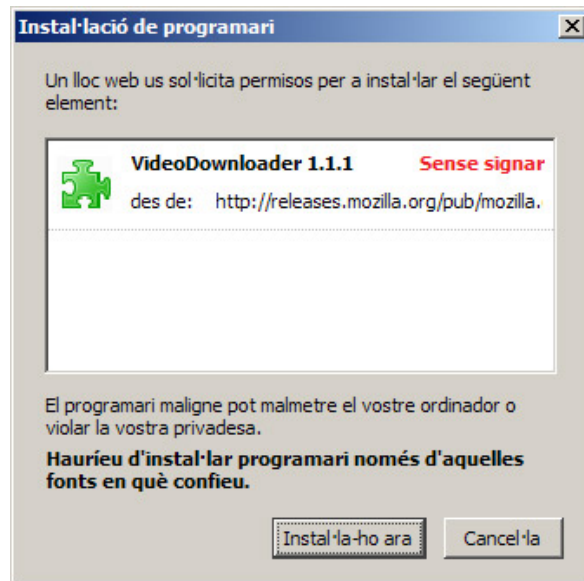 Instal·lació de programari
Un lloc web us sol·licita permisos per a instal·lar el següent
element:
VideoDownloader 1.1.1 Sense signar
des de: http://releases.mozilla.org/pub/mozilla.
El programari maligne pot malmetre el vostre ordinador o
violar la vostra privadesa.
Hauríeu d'instal·lar programari només d'aquelles
fonts en què confieu.
Instal·la-ho ara Cancel·la